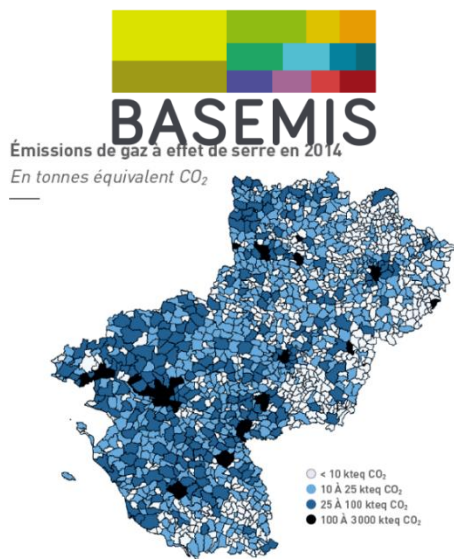 BASEMIS
Émissions de gaz à effet de serre en 2014
En tonnes équivalent CO₂
< 10 kteq CO₂
10 À 25 kteq CO₂
25 À 100 kteq CO₂
100 À 3000 kteq CO₂